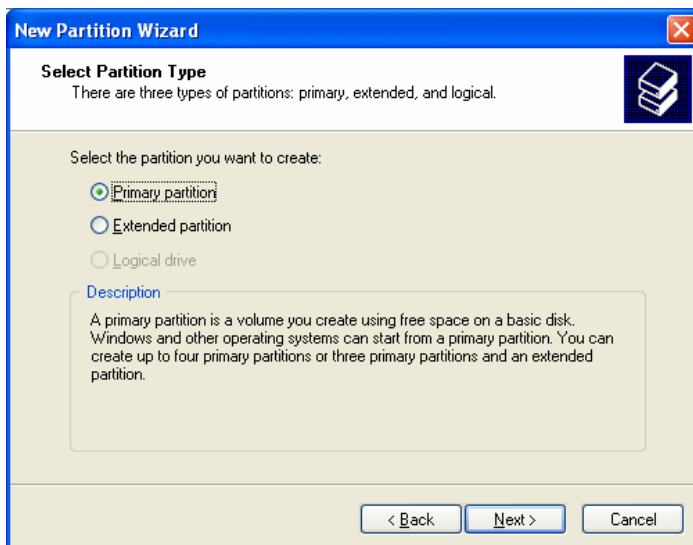 New Partition Wizard
Select Partition Type
There are three types of partitions: primary, extended, and logical.
Select the partition you want to create:
Primary partition
Extended partition
Logical drive
Description
A primary partition is a volume you create using free space on a basic disk.
Windows and other operating systems can start from a primary partition. You can
create up to four primary partitions or three primary partitions and an extended
partition.
< Back
Next >
Cancel